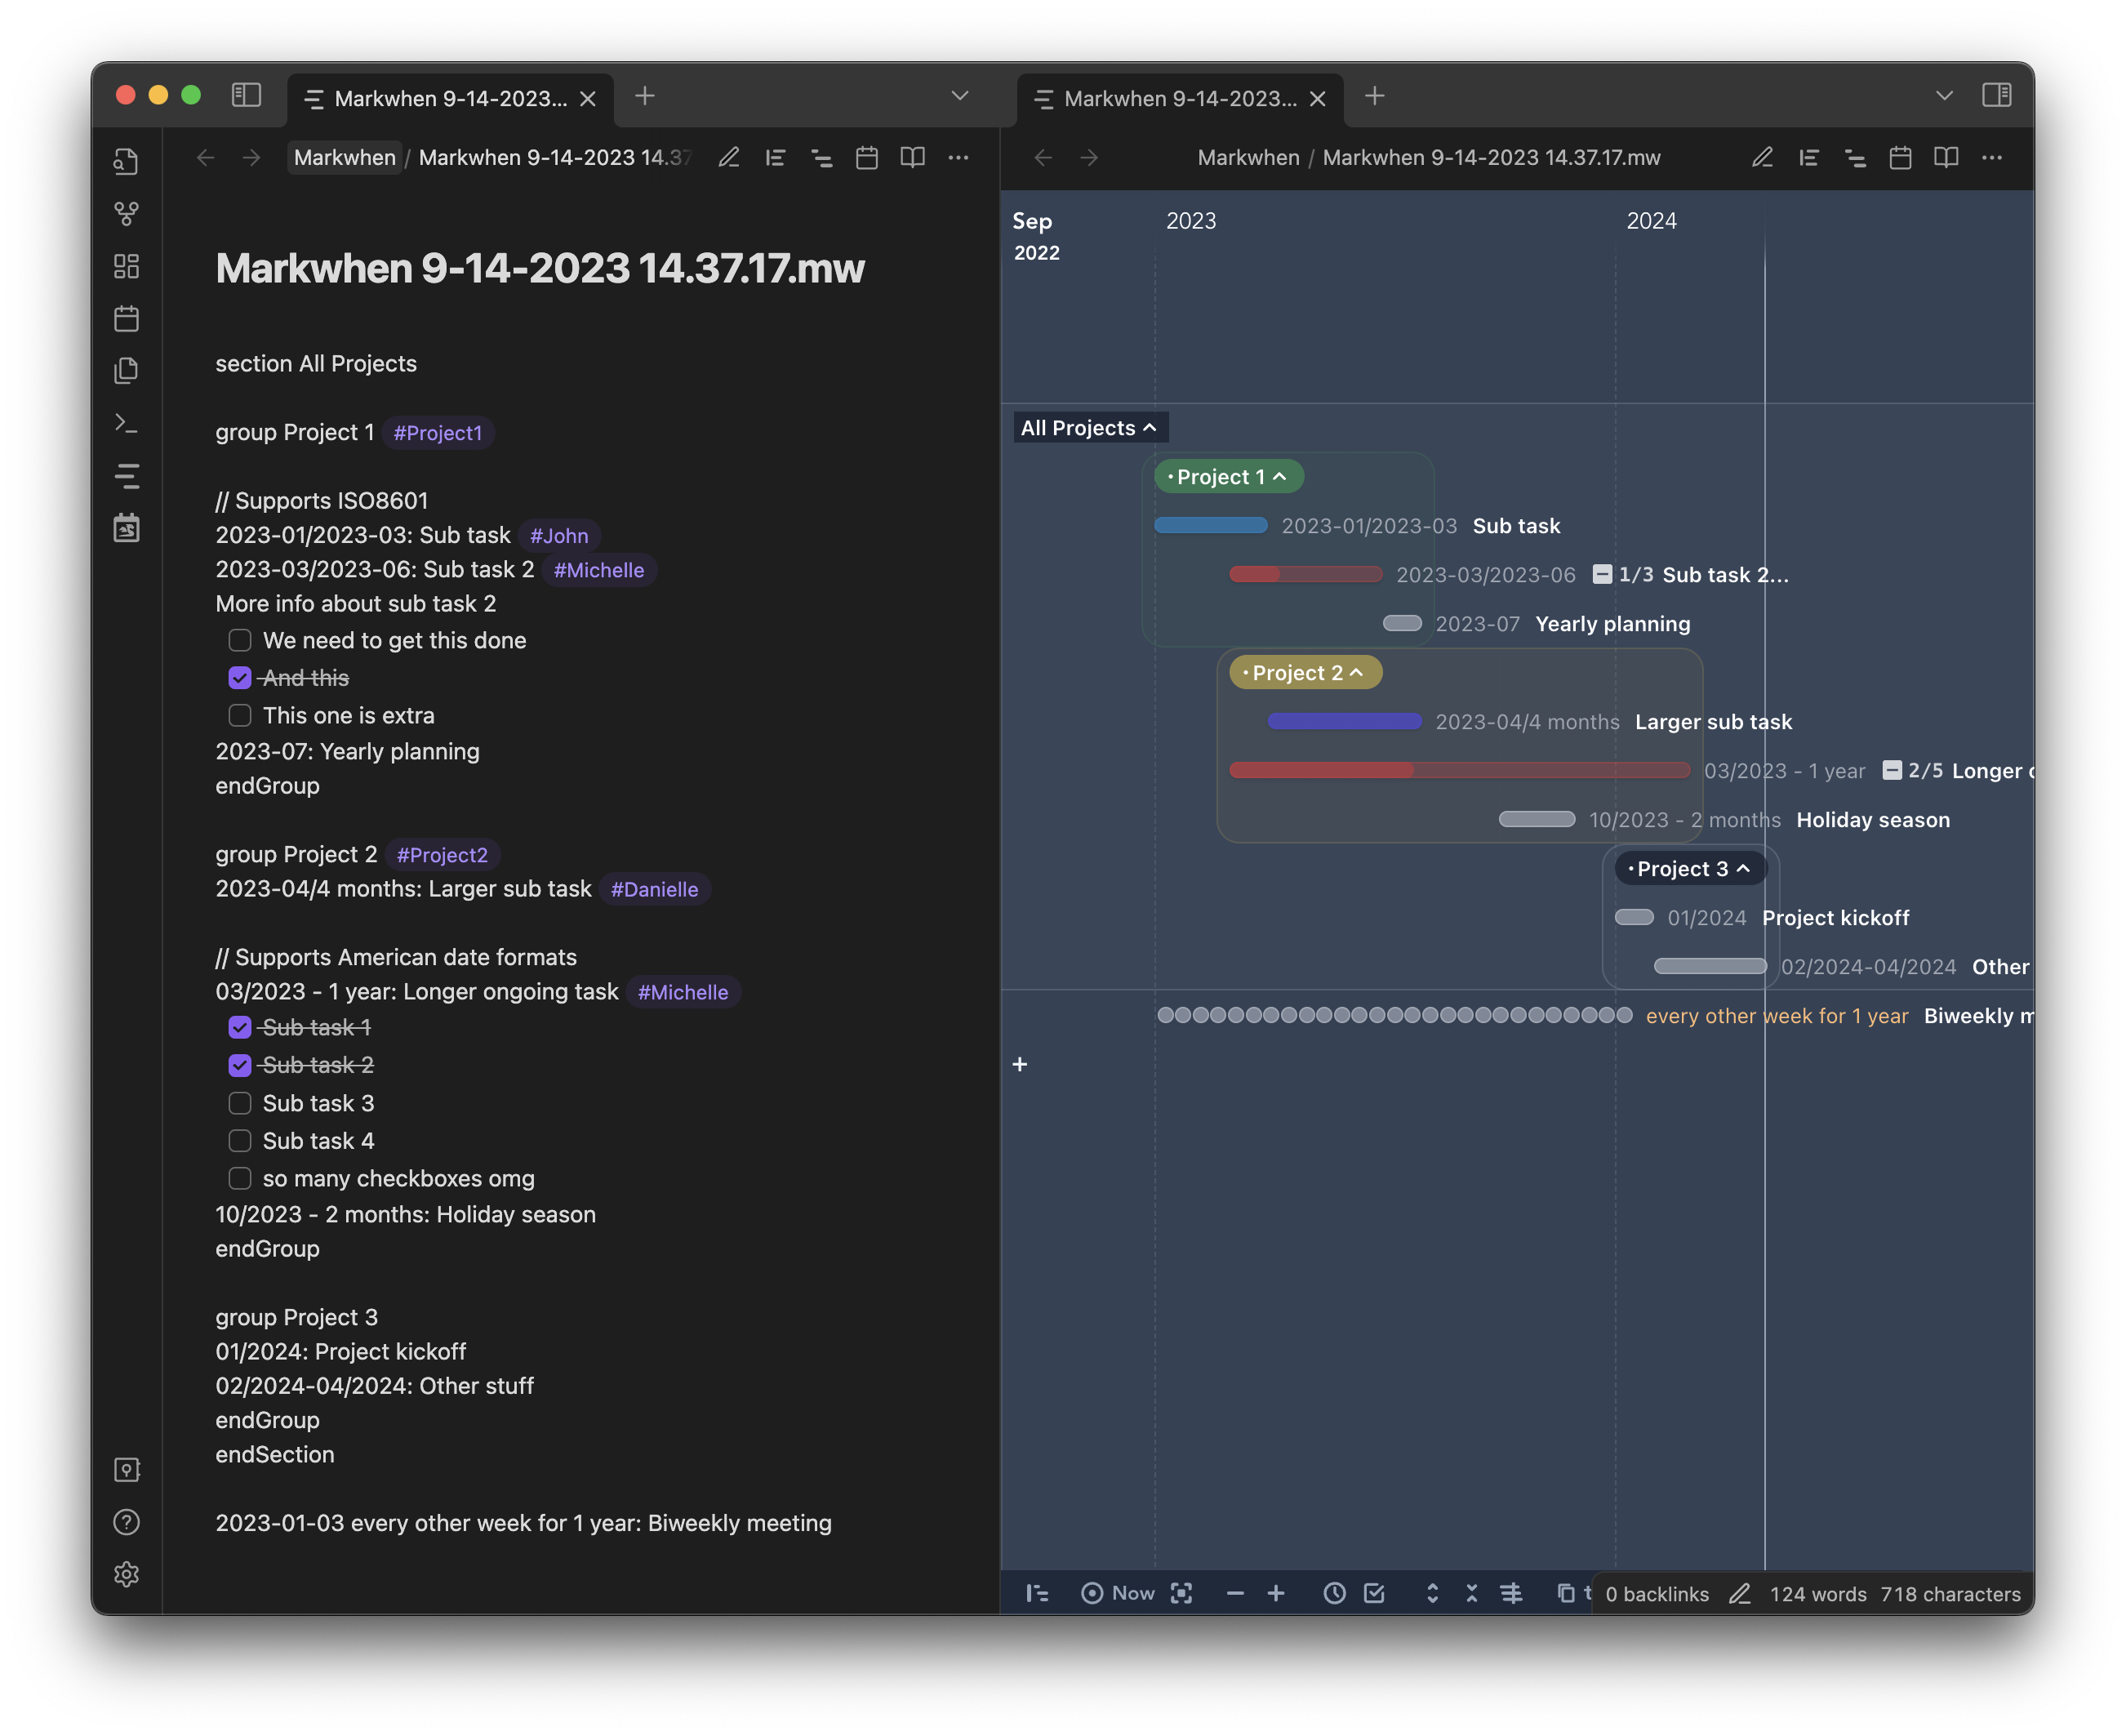 Markwhen 9-14-2023...
Markwhen 9-14-2023...
Markwhen / Markwhen 9-14-2023 14.37
Markwhen / Markwhen 9-14-2023 14.37.17.mw
Markwhen 9-14-2023 14.37.17.mw
section All Projects
group Project 1 #Project1
// Supports ISO8601
2023-01/2023-03: Sub task #John
2023-03/2023-06: Sub task 2 #Michelle
More info about sub task 2
We need to get this done
And this
This one is extra
2023-07: Yearly planning
endGroup
group Project 2 #Project2
2023-04/4 months: Larger sub task #Danielle
// Supports American date formats
03/2023 - 1 year: Longer ongoing task #Michelle
Sub task 1
Sub task 2
Sub task 3
Sub task 4
so many checkboxes omg
10/2023 - 2 months: Holiday season
endGroup
group Project 3
01/2024: Project kickoff
02/2024-04/2024: Other stuff
endGroup
endSection
2023-01-03 every other week for 1 year: Biweekly meeting
Sep 2023 2024
2022
All Projects
Project 1
2023-01/2023-03 Sub task
2023-03/2023-06 1/3 Sub task 2...
2023-07 Yearly planning
Project 2
2023-04/4 months Larger sub task
03/2023 - 1 year 2/5 Longer
10/2023 - 2 months Holiday season
Project 3
01/2024 Project kickoff
02/2024-04/2024 Other
every other week for 1 year Biweekly
+
Now
0 backlinks 124 words 718 characters